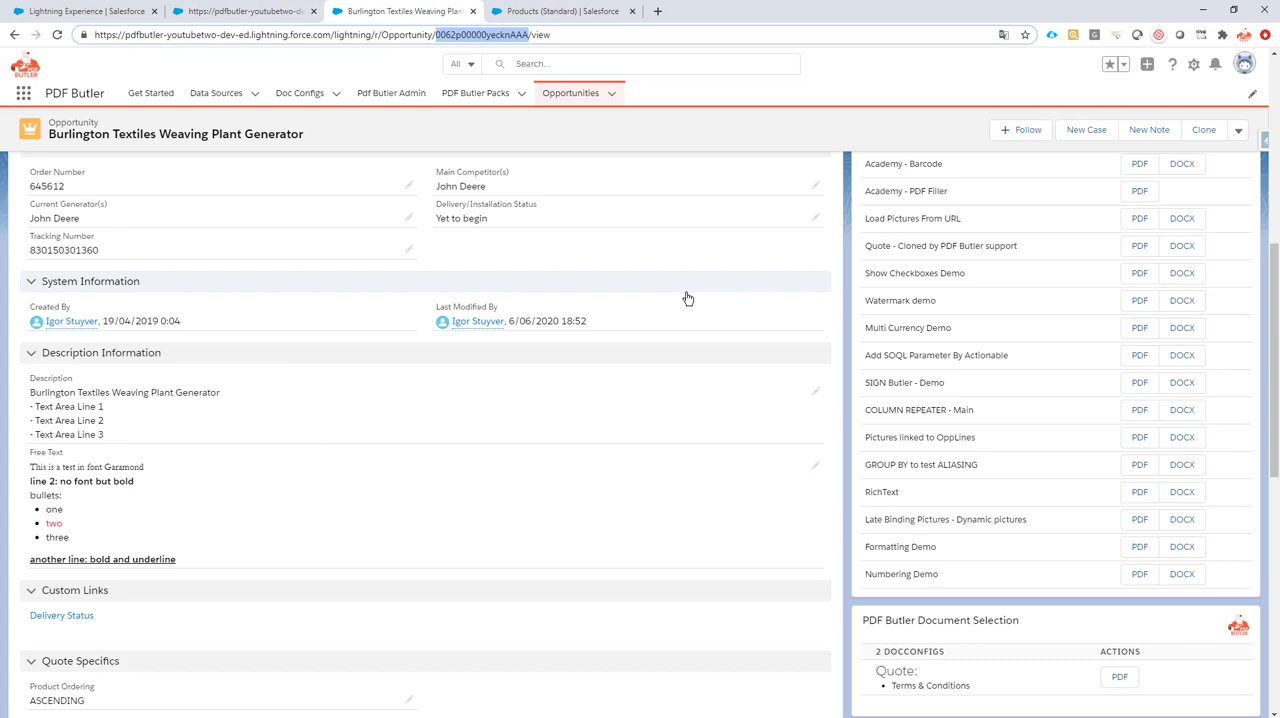 Lightning Experience | Salesforce
https://pdfbutler-youtubetwo-d
Burlington Textiles Weaving Plan
Products (Standard) | Salesforce
https://pdfbutler-youtubetwo-dev-ed.lightning.force.com/lightning/r/Opportunity/0062p00000yecknAAA/view
BUTLER
All
Search...
PDF Butler
Get Started
Data Sources
Doc Configs
Pdf Butler Admin
PDF Butler Packs
Opportunities
Opportunity
Burlington Textiles Weaving Plant Generator
Follow
New Case
New Note
Clone
Order Number
645612
Main Competitor(s)
John Deere
Current Generator(s)
John Deere
Delivery/Installation Status
Yet to begin
Tracking Number
830150301360
System Information
Created By
Igor Stuyver, 19/04/2019 0:04
Last Modified By
Igor Stuyver, 6/06/2020 18:52
Description Information
Description
Burlington Textiles Weaving Plant Generator
- Text Area Line 1
- Text Area Line 2
- Text Area Line 3
Free Text
This is a test in font Garamond
line 2: no font but bold
bullets:
• one
• two
• three
another line: bold and underline
Custom Links
Delivery Status
Quote Specifics
Product Ordering
ASCENDING
Academy - Barcode PDF DOCX
Academy - PDF Filler PDF
Load Pictures From URL PDF DOCX
Quote - Cloned by PDF Butler support PDF DOCX
Show Checkboxes Demo PDF DOCX
Watermark demo PDF DOCX
Multi Currency Demo PDF DOCX
Add SOQL Parameter By Actionable PDF DOCX
SIGN Butler - Demo PDF DOCX
COLUMN REPEATER - Main PDF DOCX
Pictures linked to OppLines PDF DOCX
GROUP BY to test ALIASING PDF DOCX
RichText PDF DOCX
Late Binding Pictures - Dynamic pictures PDF DOCX
Formatting Demo PDF DOCX
Numbering Demo PDF DOCX
PDF Butler Document Selection
BUTLER
2 DOCCONFIGS ACTIONS
Quote:
• Terms & Conditions
PDF